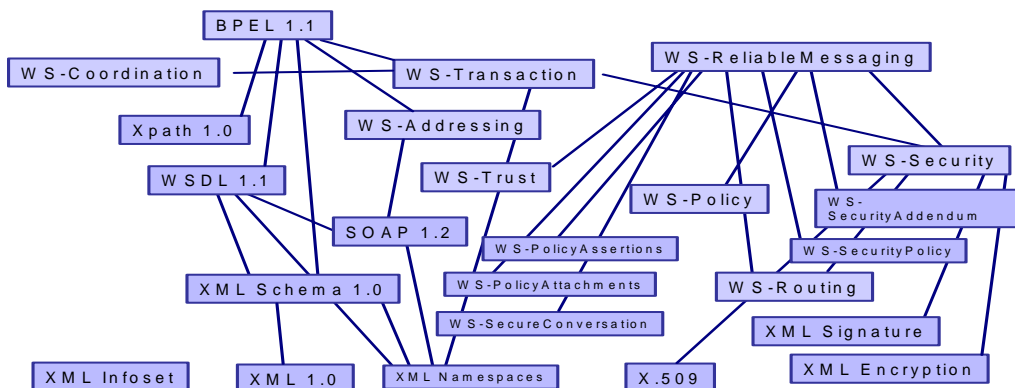 BPEL 1.1
WS-Coordination
WS-Transaction
WS-ReliableMessaging
Xpath 1.0
WS-Addressing
WS-Security
WSDL 1.1
WS-Trust
WS-Policy
WS-
SecurityAddendum
SOAP 1.2
WS-PolicyAssertions
WS-SecurityPolicy
XML Schema 1.0
WS-PolicyAttachments
WS-Routing
WS-SecureConversation
XML Signature
XML Infoset
XML 1.0
XML Namespaces
X.509
XML Encryption